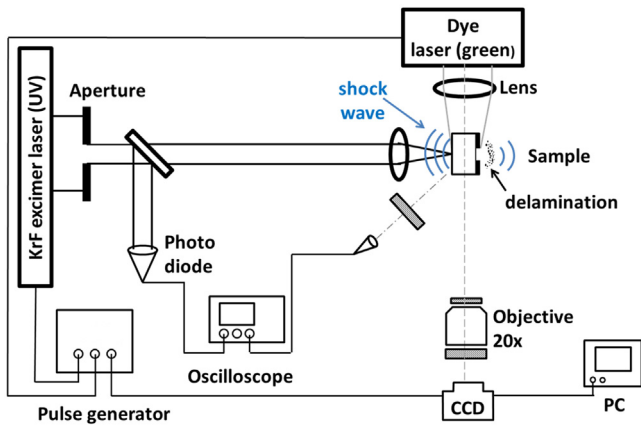 Dye
laser (green)
KrF excimer laser (UV)
Aperture
shock
wave
Lens
Sample
delamination
Photo
diode
Objective
20x
Oscilloscope
Pulse generator
CCD
PC